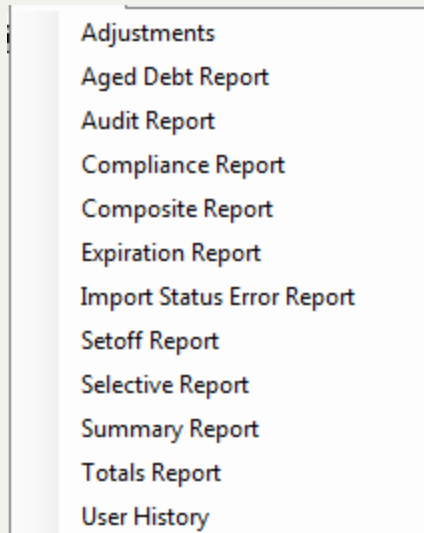 Adjustments
Aged Debt Report
Audit Report
Compliance Report
Composite Report
Expiration Report
Import Status Error Report
Setoff Report
Selective Report
Summary Report
Totals Report
User History